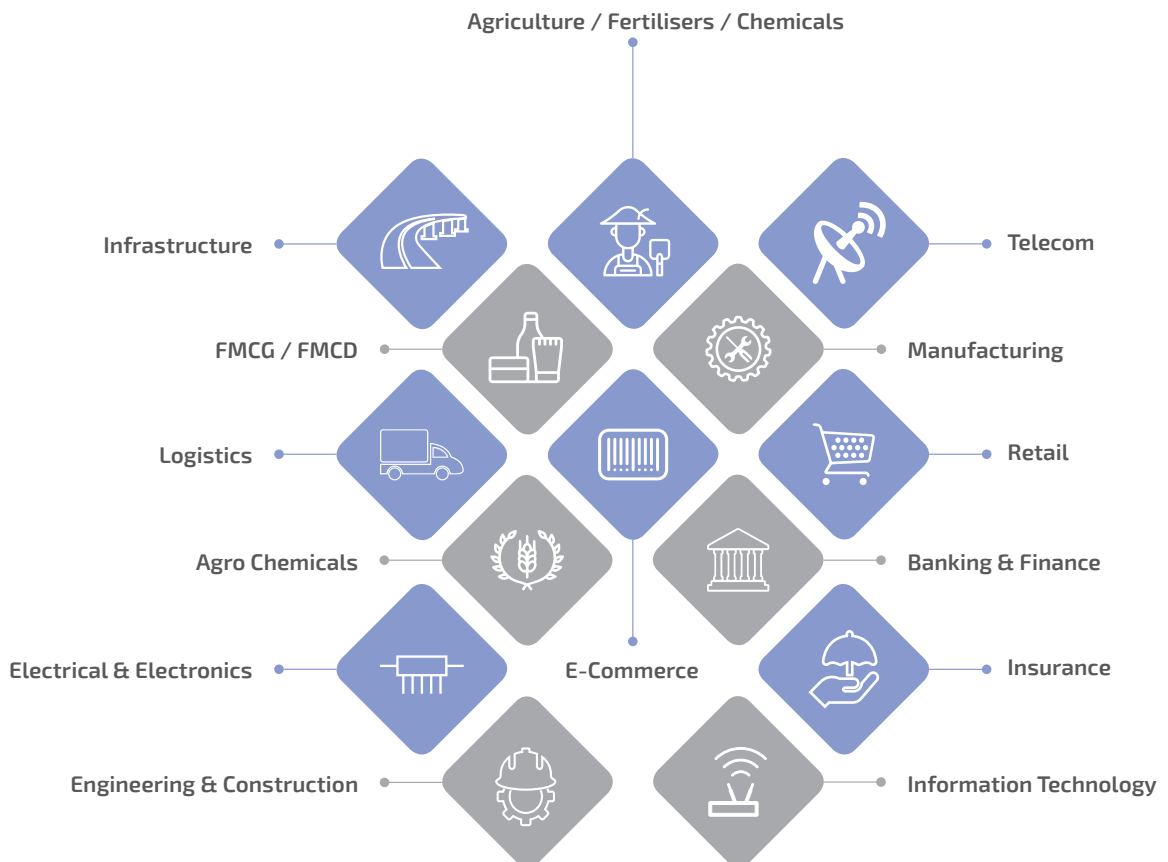 Agriculture / Fertilisers / Chemicals
Infrastructure
Telecom
FMCG / FMCD
Manufacturing
Logistics
Retail
Agro Chemicals
Banking & Finance
Electrical & Electronics
E-Commerce
Insurance
Engineering & Construction
Information Technology